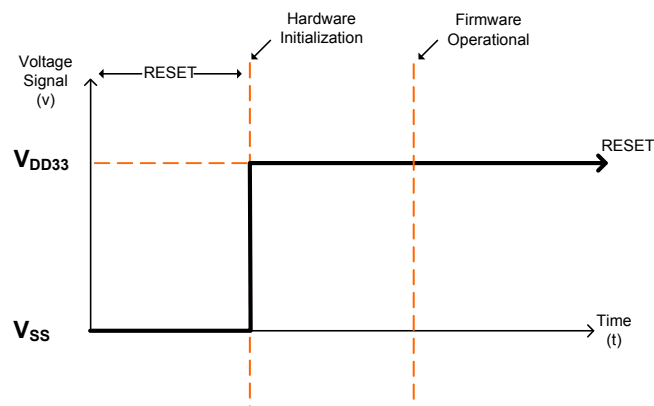 Hardware
Initialization
Firmware
Operational
Voltage
Signal
(v)
RESET
VDD33
RESET
VSS
Time
(t)